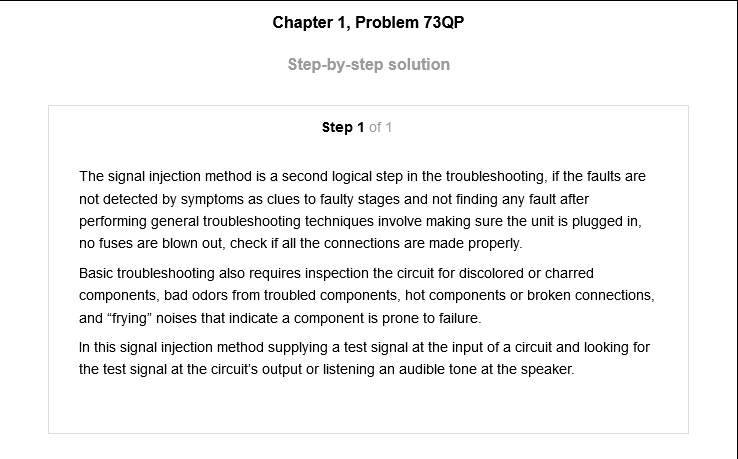 Chapter 1, Problem 73QP
Step-by-step solution
Step 1 of 1
The signal injection method is a second logical step in the troubleshooting, if the faults are
not detected by symptoms as clues to faulty stages and not finding any fault after
performing general troubleshooting techniques involve making sure the unit is plugged in,
no fuses are blown out, check if all the connections are made properly.
Basic troubleshooting also requires inspection the circuit for discolored or charred
components, bad odors from troubled components, hot components or broken connections,
and “frying” noises that indicate a component is prone to failure.
In this signal injection method supplying a test signal at the input of a circuit and looking for
the test signal at the circuit’s output or listening an audible tone at the speaker.